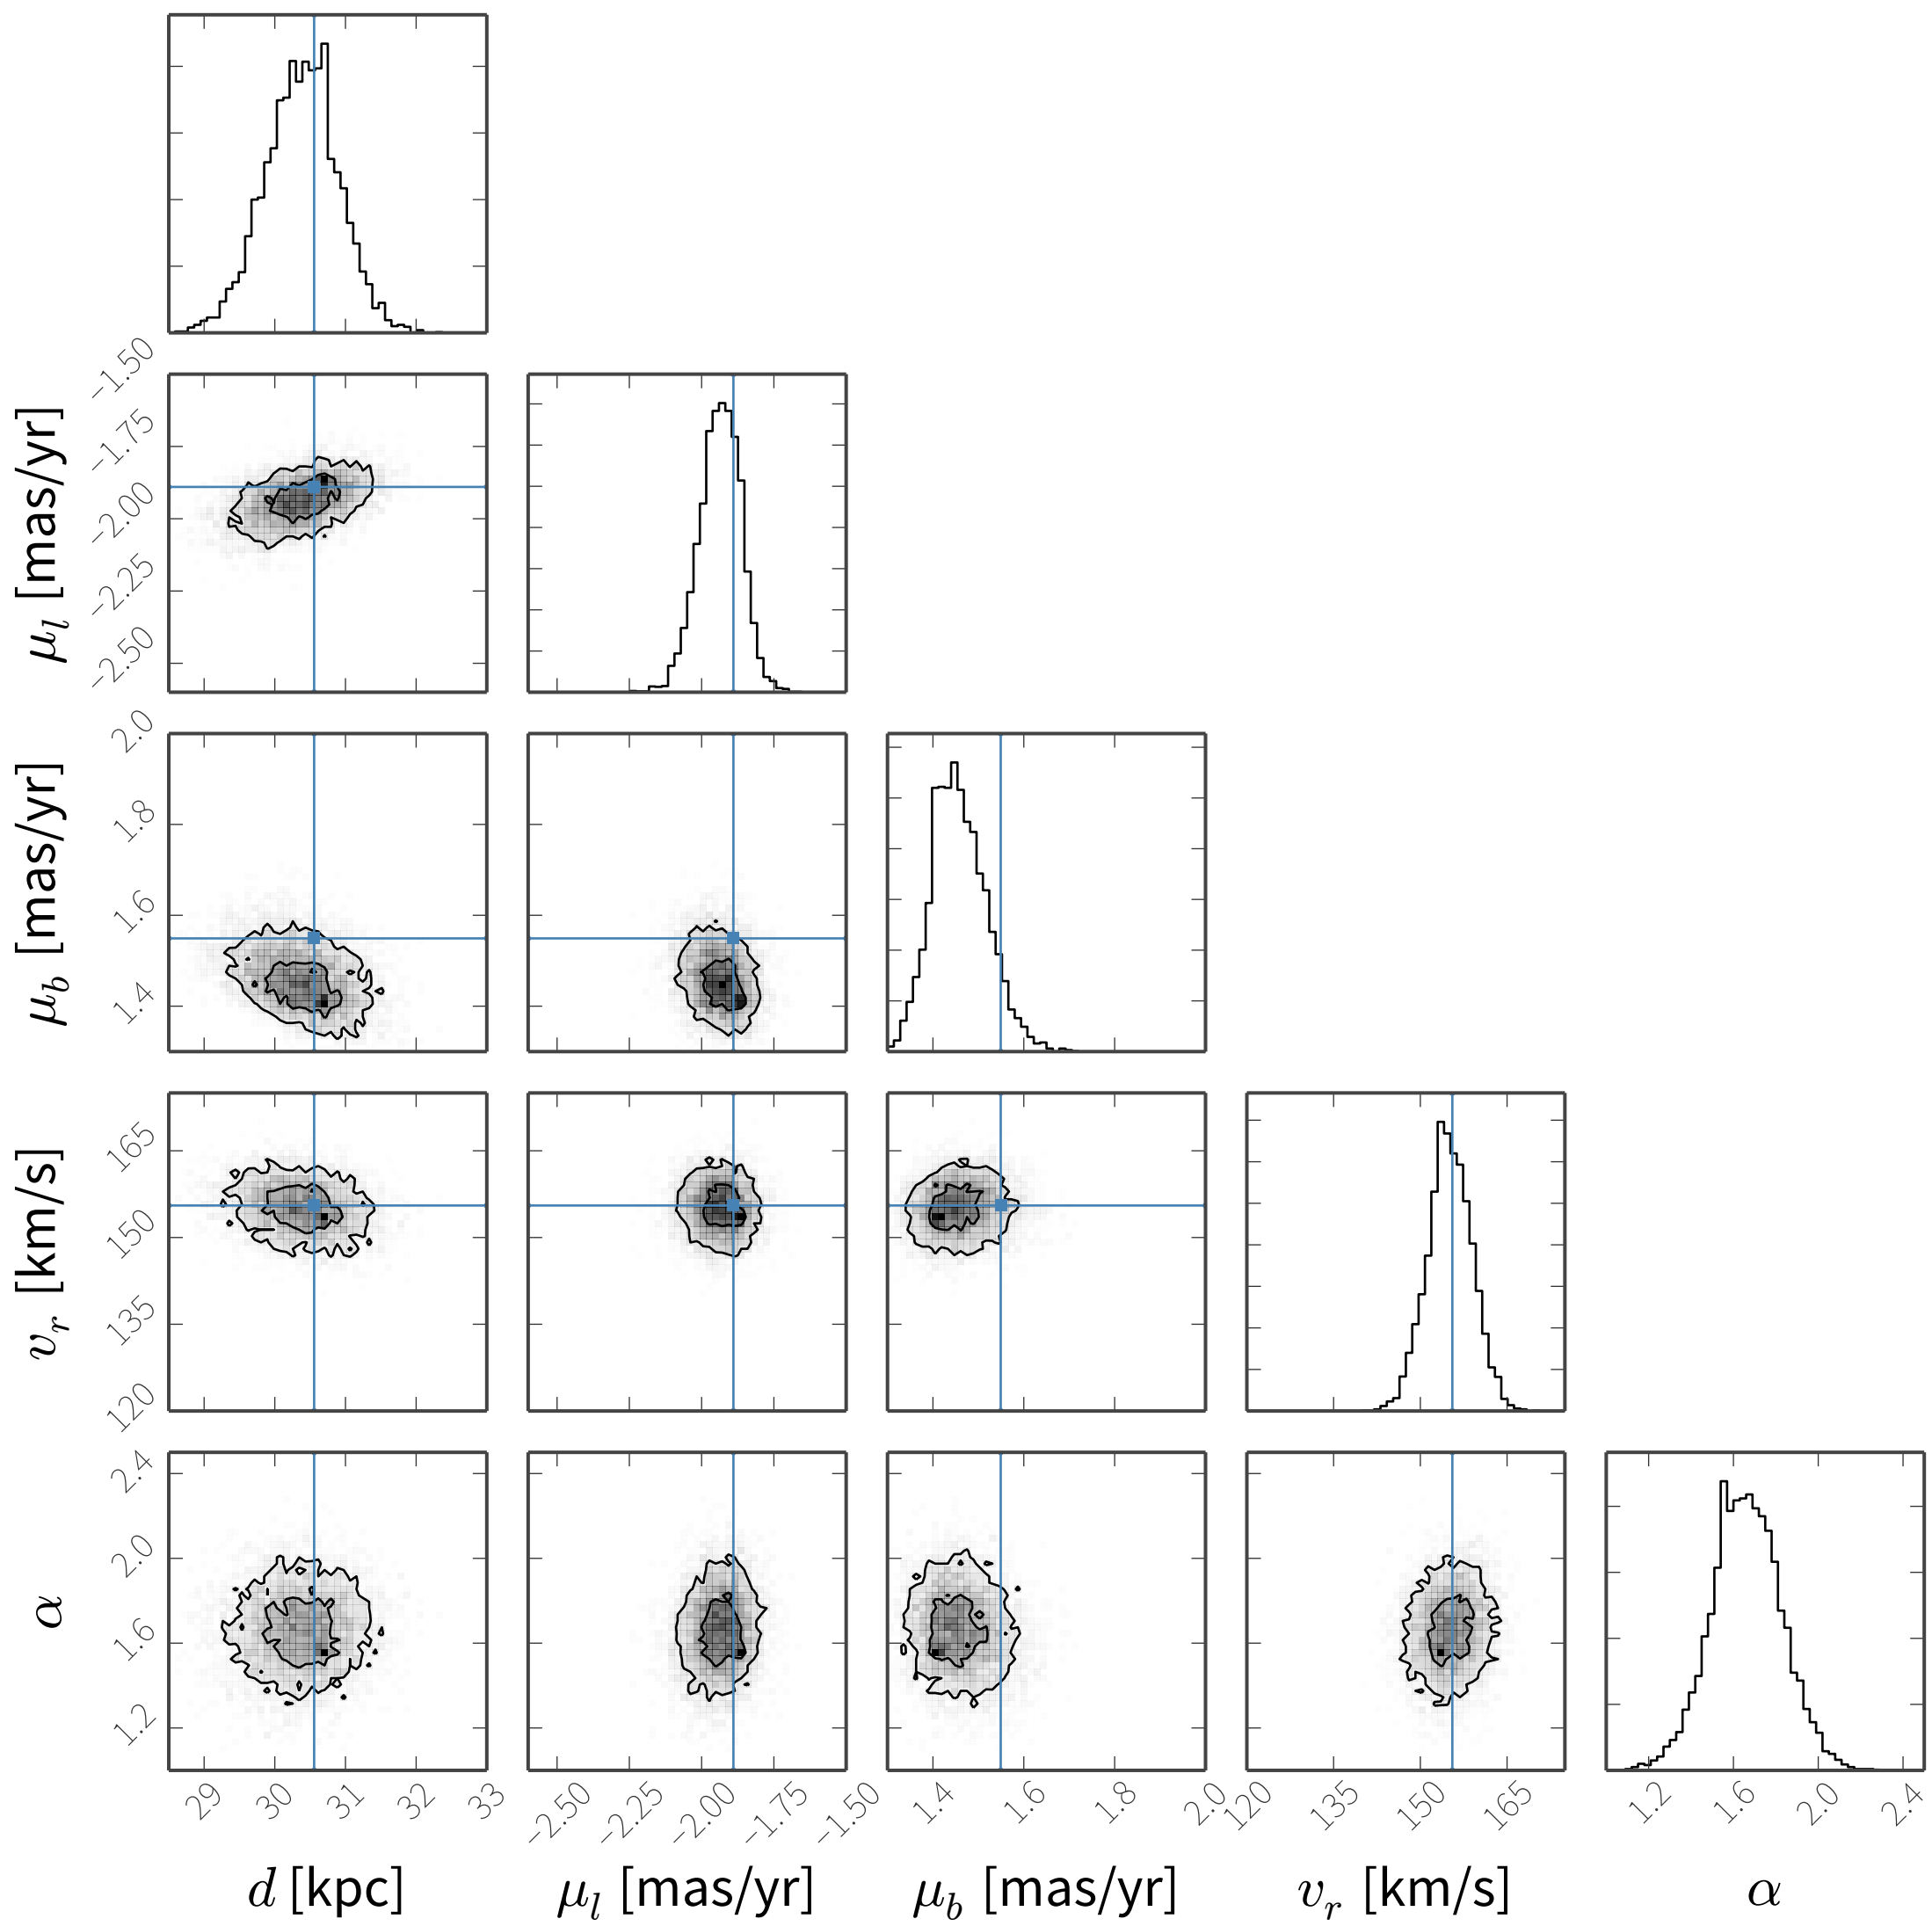 −1.50
−1.75
−2.00
−2.25
−2.50
μ_l [mas/yr]
2.0
1.8
1.6
1.4
μ_b [mas/yr]
165
150
135
120
v_r [km/s]
2.4
2.0
1.6
1.2
α
29 30 31 32 33
−2.50 −2.25 −2.00 −1.75 −1.50
1.4 1.6 1.8 2.0
120 135 150 165
1.2 1.6 2.0 2.4
d [kpc]
μ_l [mas/yr]
μ_b [mas/yr]
v_r [km/s]
α